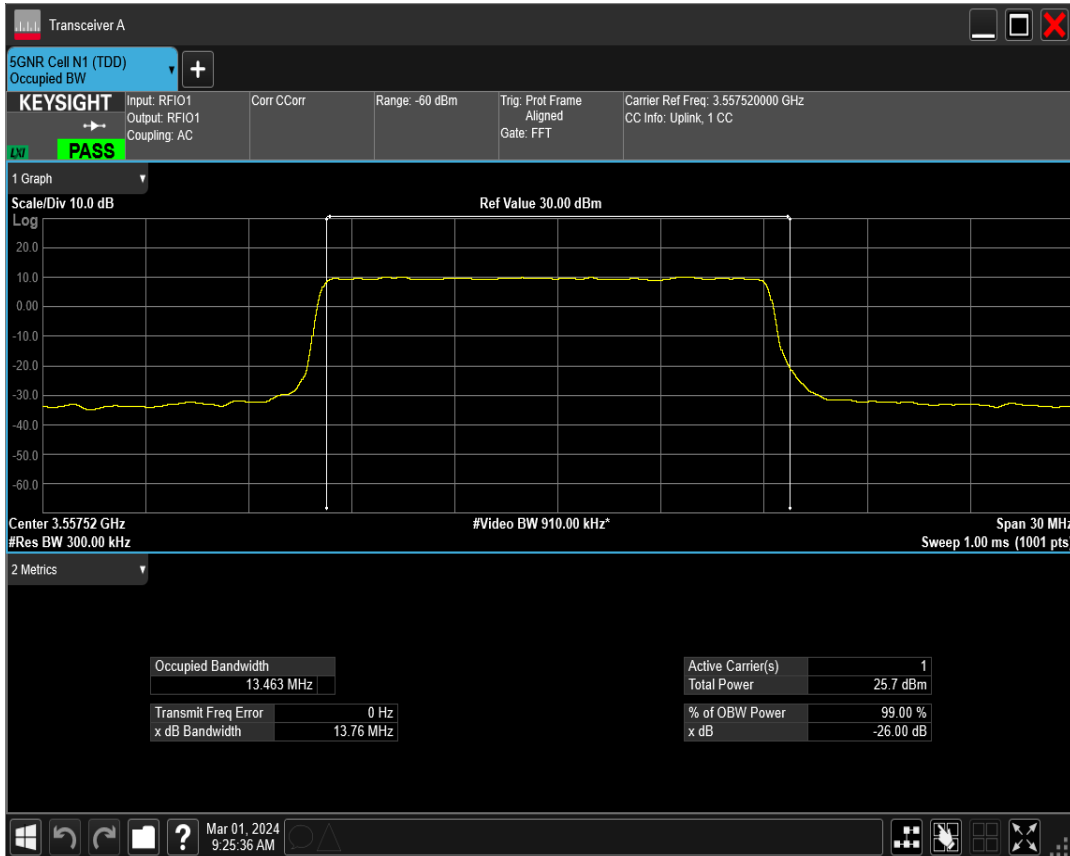 Transceiver A
5GNR Cell N1 (TDD)
Occupied BW
+
KEYSIGHT
LXI
PASS
Input: RFIO1
Output: RFIO1
Coupling: AC
Corr CCorr
Range: -60 dBm
Trig: Prot Frame
Aligned
Gate: FFT
Carrier Ref Freq: 3.557520000 GHz
CC Info: Uplink, 1 CC
1 Graph
Scale/Div 10.0 dB
Ref Value 30.00 dBm
Log
20.0
10.0
0.00
-10.0
-20.0
-30.0
-40.0
-50.0
-60.0
Center 3.55752 GHz
#Video BW 910.00 kHz*
Span 30 MHz
#Res BW 300.00 kHz
Sweep 1.00 ms (1001 pts)
2 Metrics
Occupied Bandwidth
13.463 MHz
Transmit Freq Error 0 Hz
x dB Bandwidth 13.76 MHz
Active Carrier(s) 1
Total Power 25.7 dBm
% of OBW Power 99.00 %
x dB -26.00 dB
?
Mar 01, 2024
9:25:36 AM